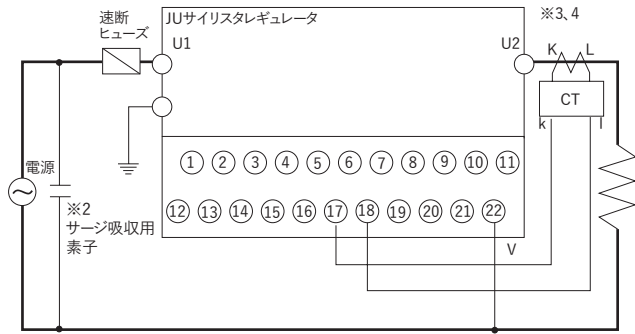 速断
ヒューズ
JUサイリスタレギュレータ
※3、4
U1
U2
K
L
CT
k
l
① ② ③ ④ ⑤ ⑥ ⑦ ⑧ ⑨ ⑩ ⑪
電源
⑫ ⑬ ⑭ ⑮ ⑯ ⑰ ⑱ ⑲ ⑳ ㉑ ㉒
※2
サージ吸収用
素子
V